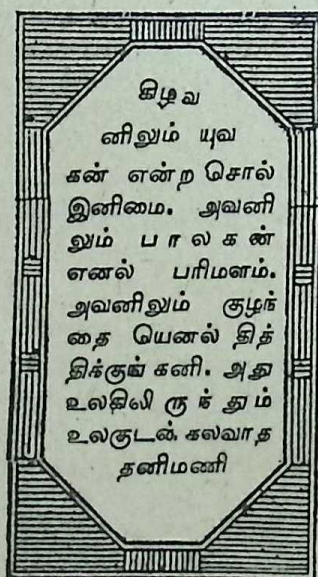 கிழவ
னிலும் யுவ
கன் என்ற சொல்
இனிமை. அவனி
லும் பாலகன்
எனல் பரிமளம்.
அவனிலும் குழந்
தை யெனல் தித்
திக்குங் கனி. அது
உலகிலி ருந்தும்
உலகுடன் கலவாத
தனிமணி